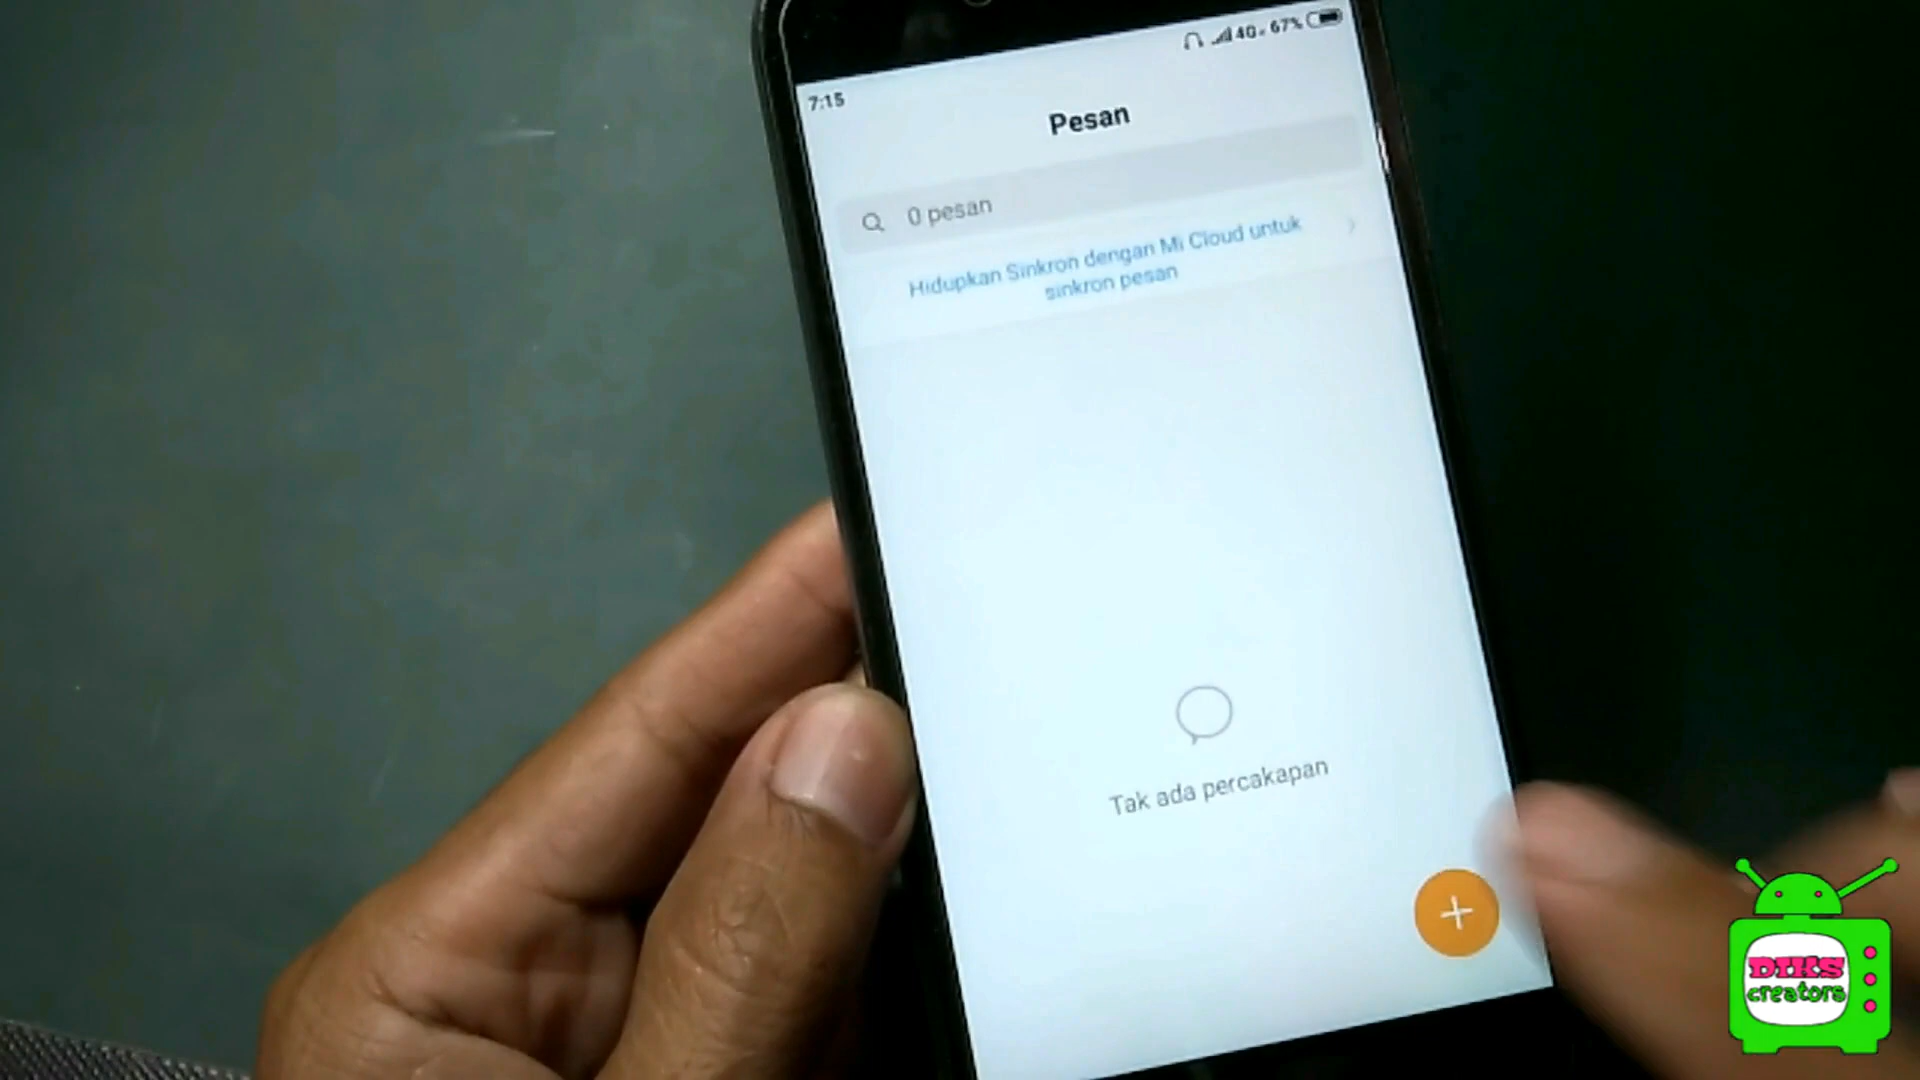 4G 67%
7:15
Pesan
0 pesan
Hidupkan Sinkron dengan Mi Cloud untuk
sinkron pesan
Tak ada percakapan
+
DIKS
creators